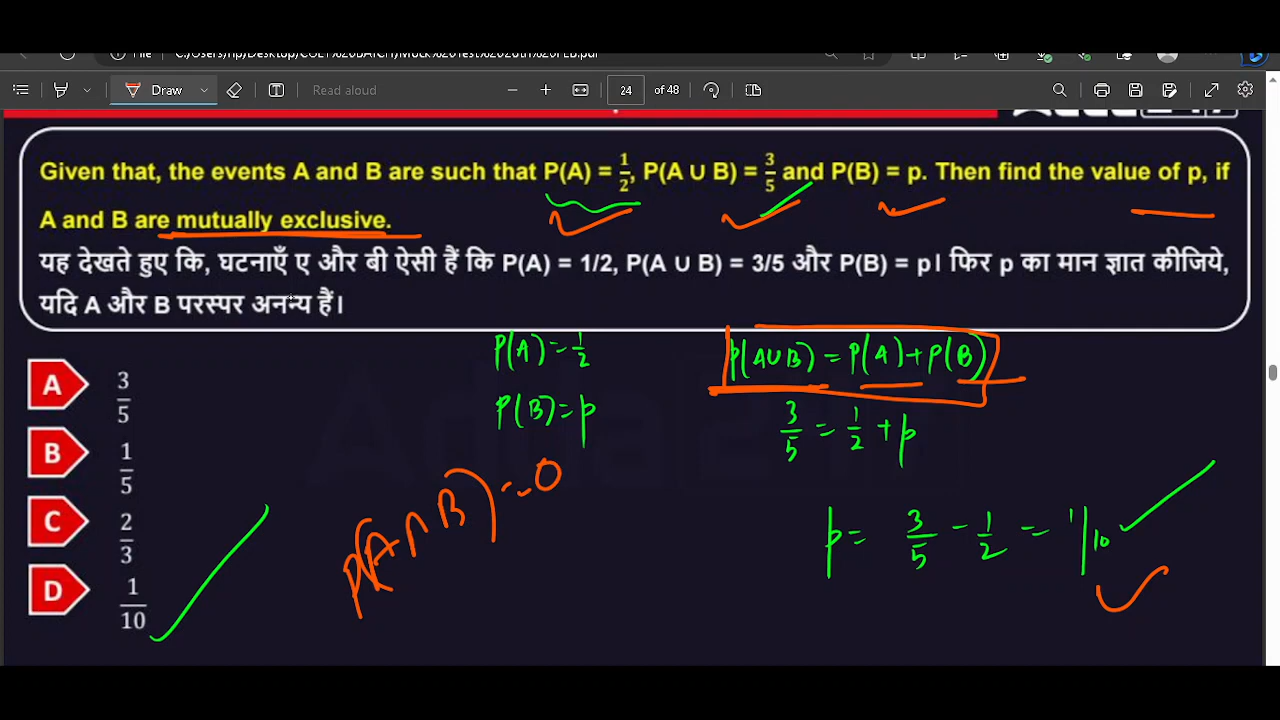 Draw
Read aloud
24 of 48
Given that, the events A and B are such that P(A) = 1/2, P(A ∪ B) = 3/5 and P(B) = p. Then find the value of p, if
A and B are mutually exclusive.
यह देखते हुए कि, घटनाएँ ए और बी ऐसी हैं कि P(A) = 1/2, P(A ∪ B) = 3/5 और P(B) = p। फिर p का मान ज्ञात कीजिये,
यदि A और B परस्पर अनन्य हैं।
A 3/5
B 1/5
C 2/3
D 1/10
P(A) = 1/2
P(B) = p
P(A∩B) = 0
P(A∪B) = P(A) + P(B)
3/5 = 1/2 + p
p = 3/5 - 1/2 = 1/10